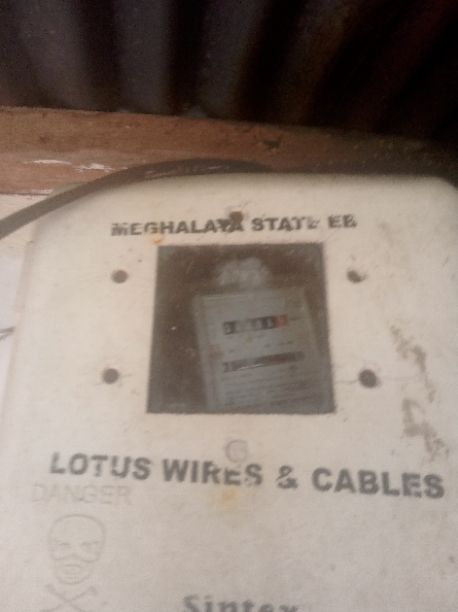 MEGHALAYA STATE EB
LOTUS WIRES & CABLES
DANGER
Sintex